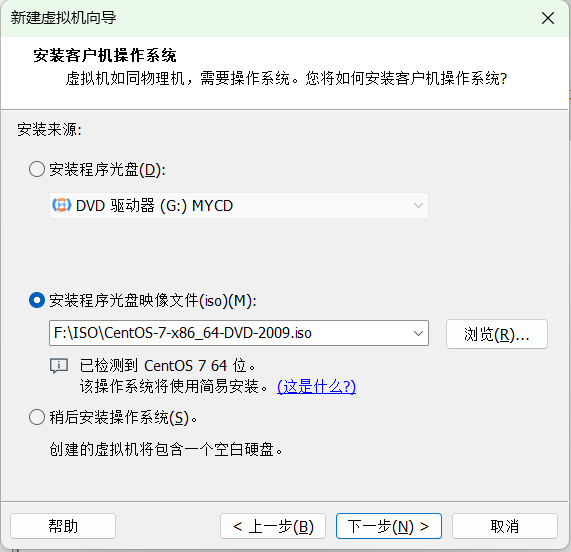 新建虚拟机向导
安装客户机操作系统
虚拟机如同物理机，需要操作系统。您将如何安装客户机操作系统?
安装来源:
安装程序光盘(D):
DVD 驱动器 (G:) MYCD
安装程序光盘映像文件(iso)(M):
F:\ISO\CentOS-7-x86_64-DVD-2009.iso
浏览(R)...
已检测到 CentOS 7 64 位。
该操作系统将使用简易安装。(这是什么?)
稍后安装操作系统(S)。
创建的虚拟机将包含一个空白硬盘。
帮助
< 上一步(B)
下一步(N) >
取消